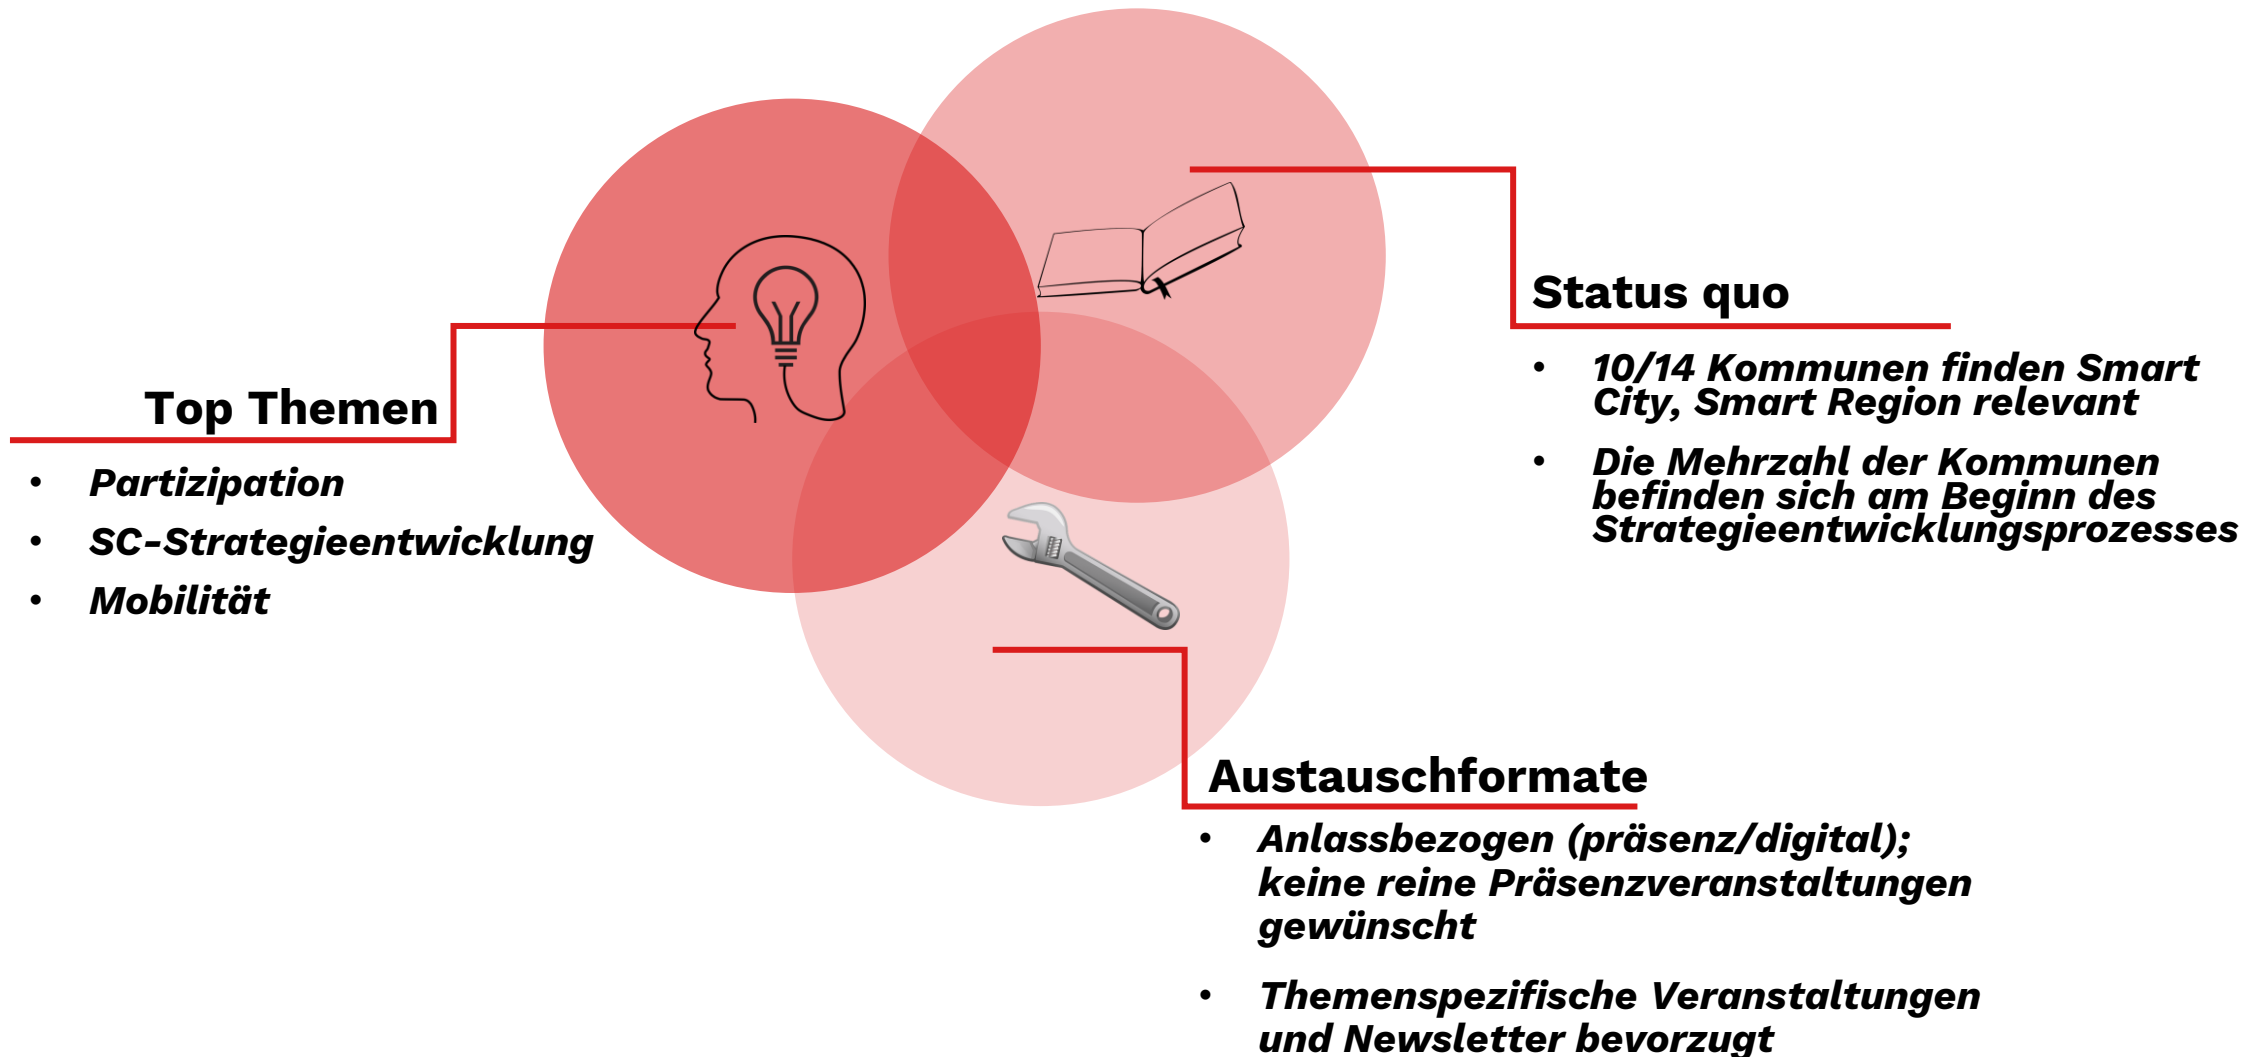 Top Themen
• Partizipation
• SC-Strategieentwicklung
• Mobilität
Status quo
• 10/14 Kommunen finden Smart
City, Smart Region relevant
• Die Mehrzahl der Kommunen
befinden sich am Beginn des
Strategieentwicklungsprozesses
Austauschformate
• Anlassbezogen (präsenz/digital);
keine reine Präsenzveranstaltungen
gewünscht
• Themenspezifische Veranstaltungen
und Newsletter bevorzugt